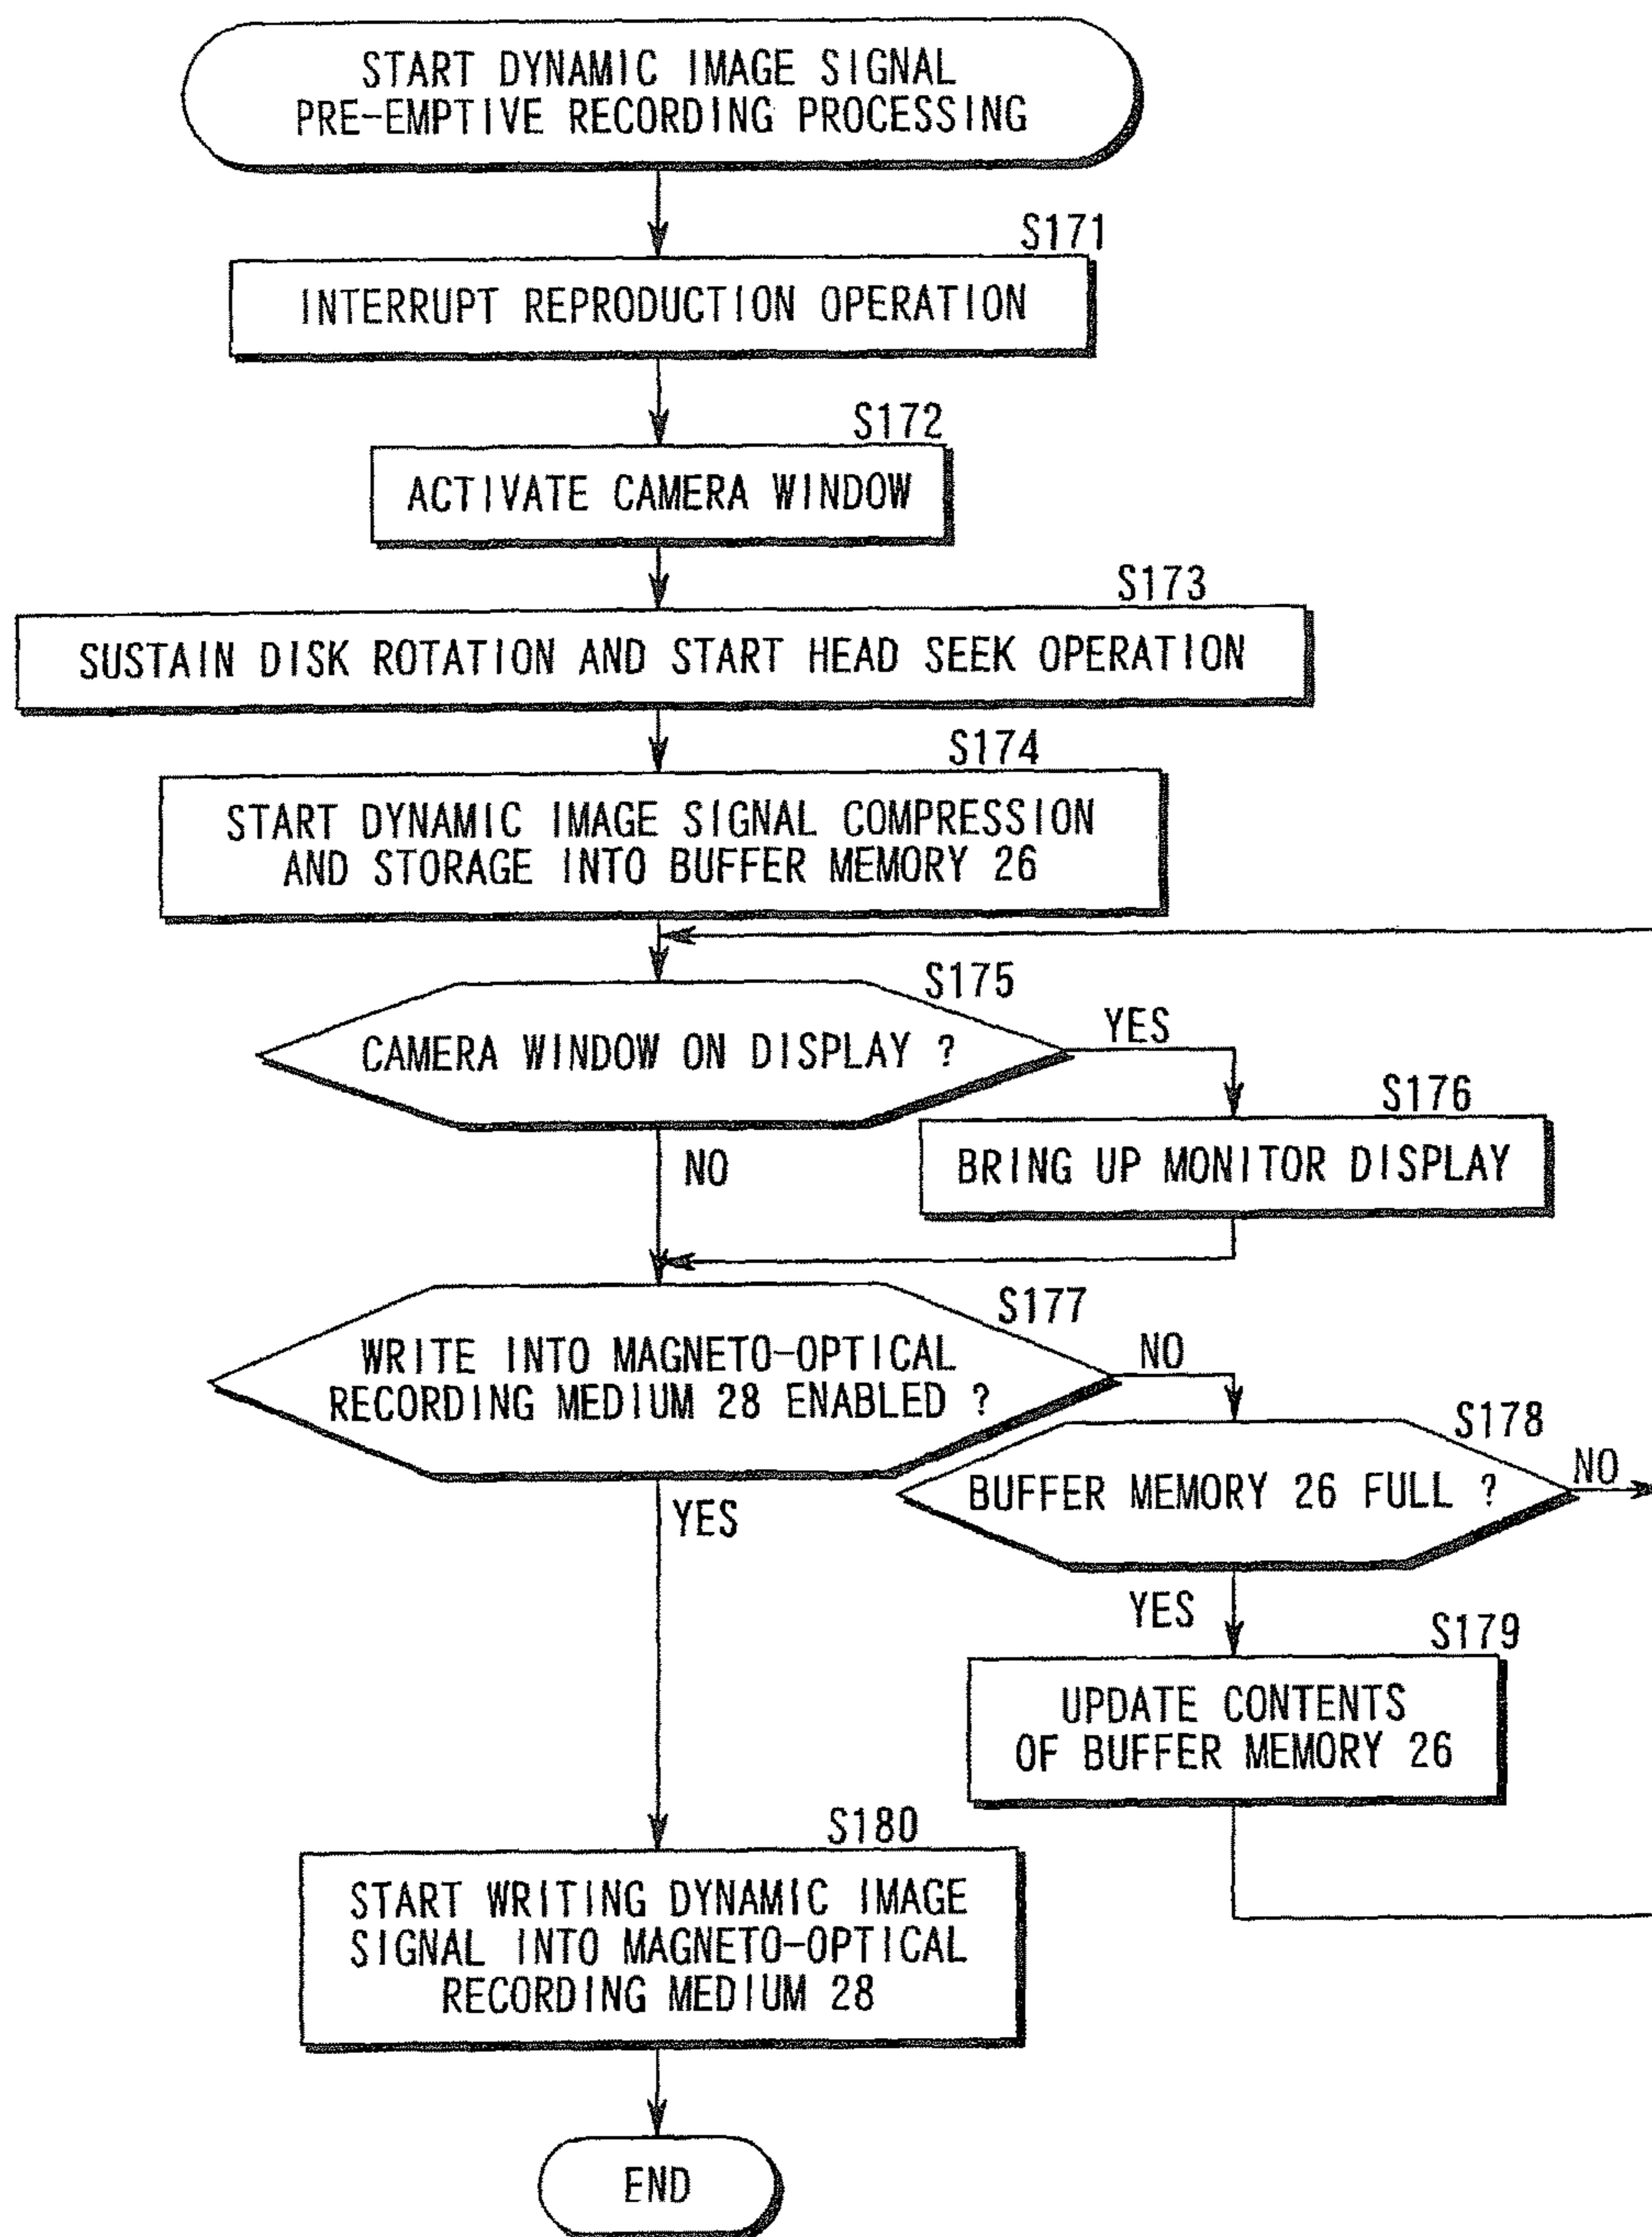 START DYNAMIC IMAGE SIGNAL
PRE-EMPTIVE RECORDING PROCESSING
S171
INTERRUPT REPRODUCTION OPERATION
S172
ACTIVATE CAMERA WINDOW
S173
SUSTAIN DISK ROTATION AND START HEAD SEEK OPERATION
S174
START DYNAMIC IMAGE SIGNAL COMPRESSION
AND STORAGE INTO BUFFER MEMORY 26
S175
CAMERA WINDOW ON DISPLAY ?
YES
S176
BRING UP MONITOR DISPLAY
NO
S177
WRITE INTO MAGNETO-OPTICAL
RECORDING MEDIUM 28 ENABLED ?
NO
S178
BUFFER MEMORY 26 FULL ?
NO
YES
YES
S179
UPDATE CONTENTS
OF BUFFER MEMORY 26
S180
START WRITING DYNAMIC IMAGE
SIGNAL INTO MAGNETO-OPTICAL
RECORDING MEDIUM 28
END